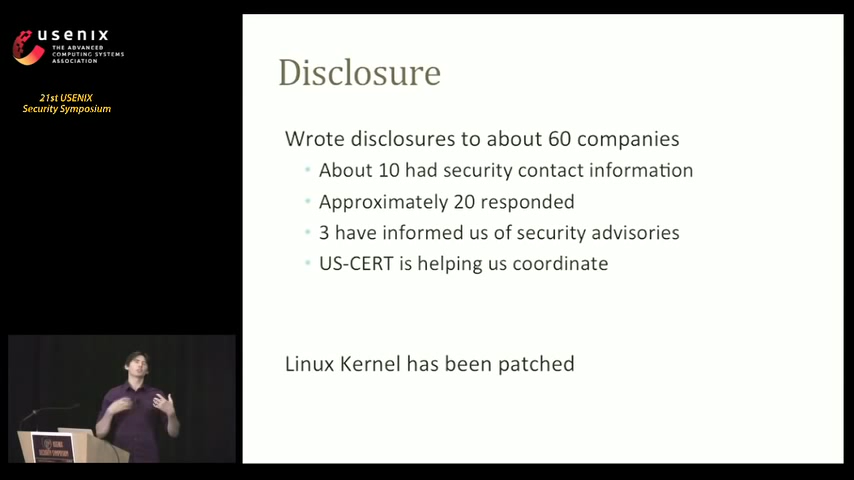 usenix
THE ADVANCED
COMPUTING SYSTEMS
ASSOCIATION
21st USENIX
Security Symposium
Disclosure
Wrote disclosures to about 60 companies
• About 10 had security contact information
• Approximately 20 responded
• 3 have informed us of security advisories
• US-CERT is helping us coordinate
Linux Kernel has been patched
SECURITY SYMPOSIUM